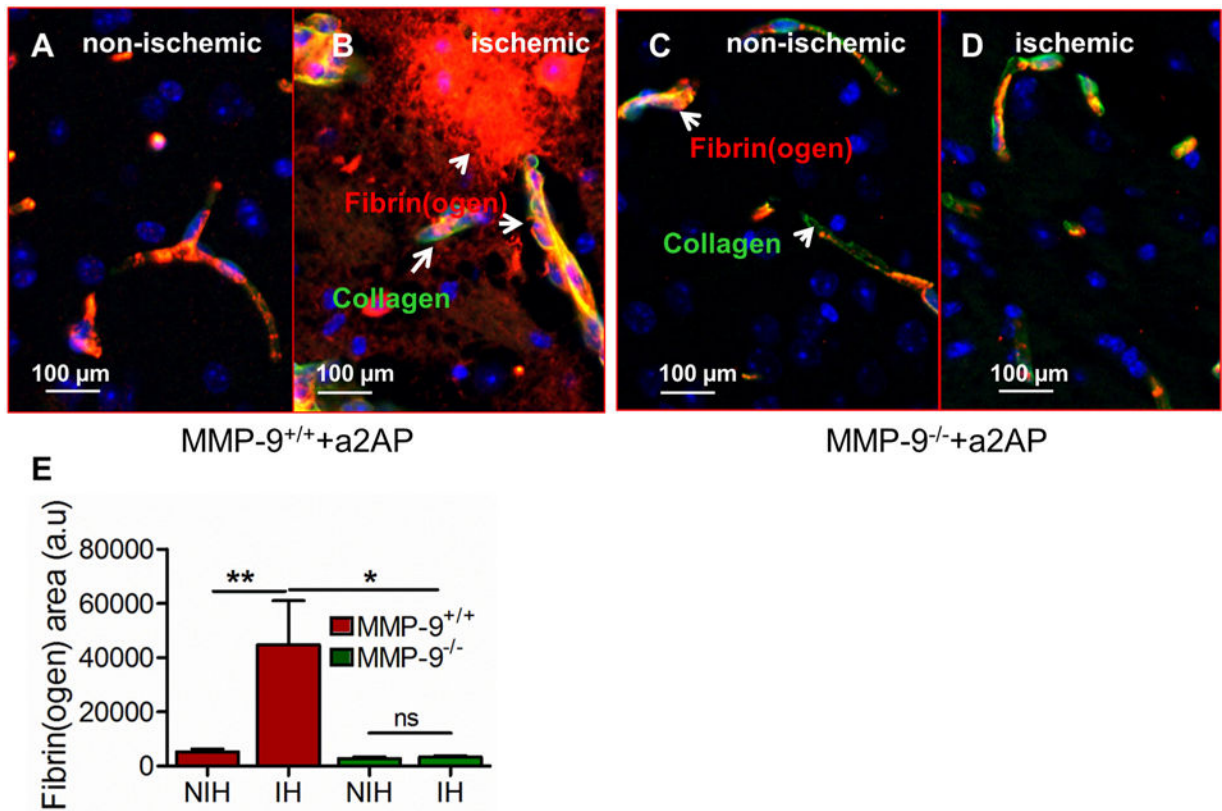 A non-ischemic
B ischemic
Fibrin(ogen)
Collagen
100 µm
100 µm
C non-ischemic
D ischemic
Fibrin(ogen)
Collagen
100 µm
100 µm
MMP-9+/++a2AP
MMP-9-/-+a2AP
E
Fibrin(ogen) area (a.u)
80000
60000
40000
20000
0
**
*
ns
MMP-9+/+
MMP-9-/-
NIH IH NIH IH